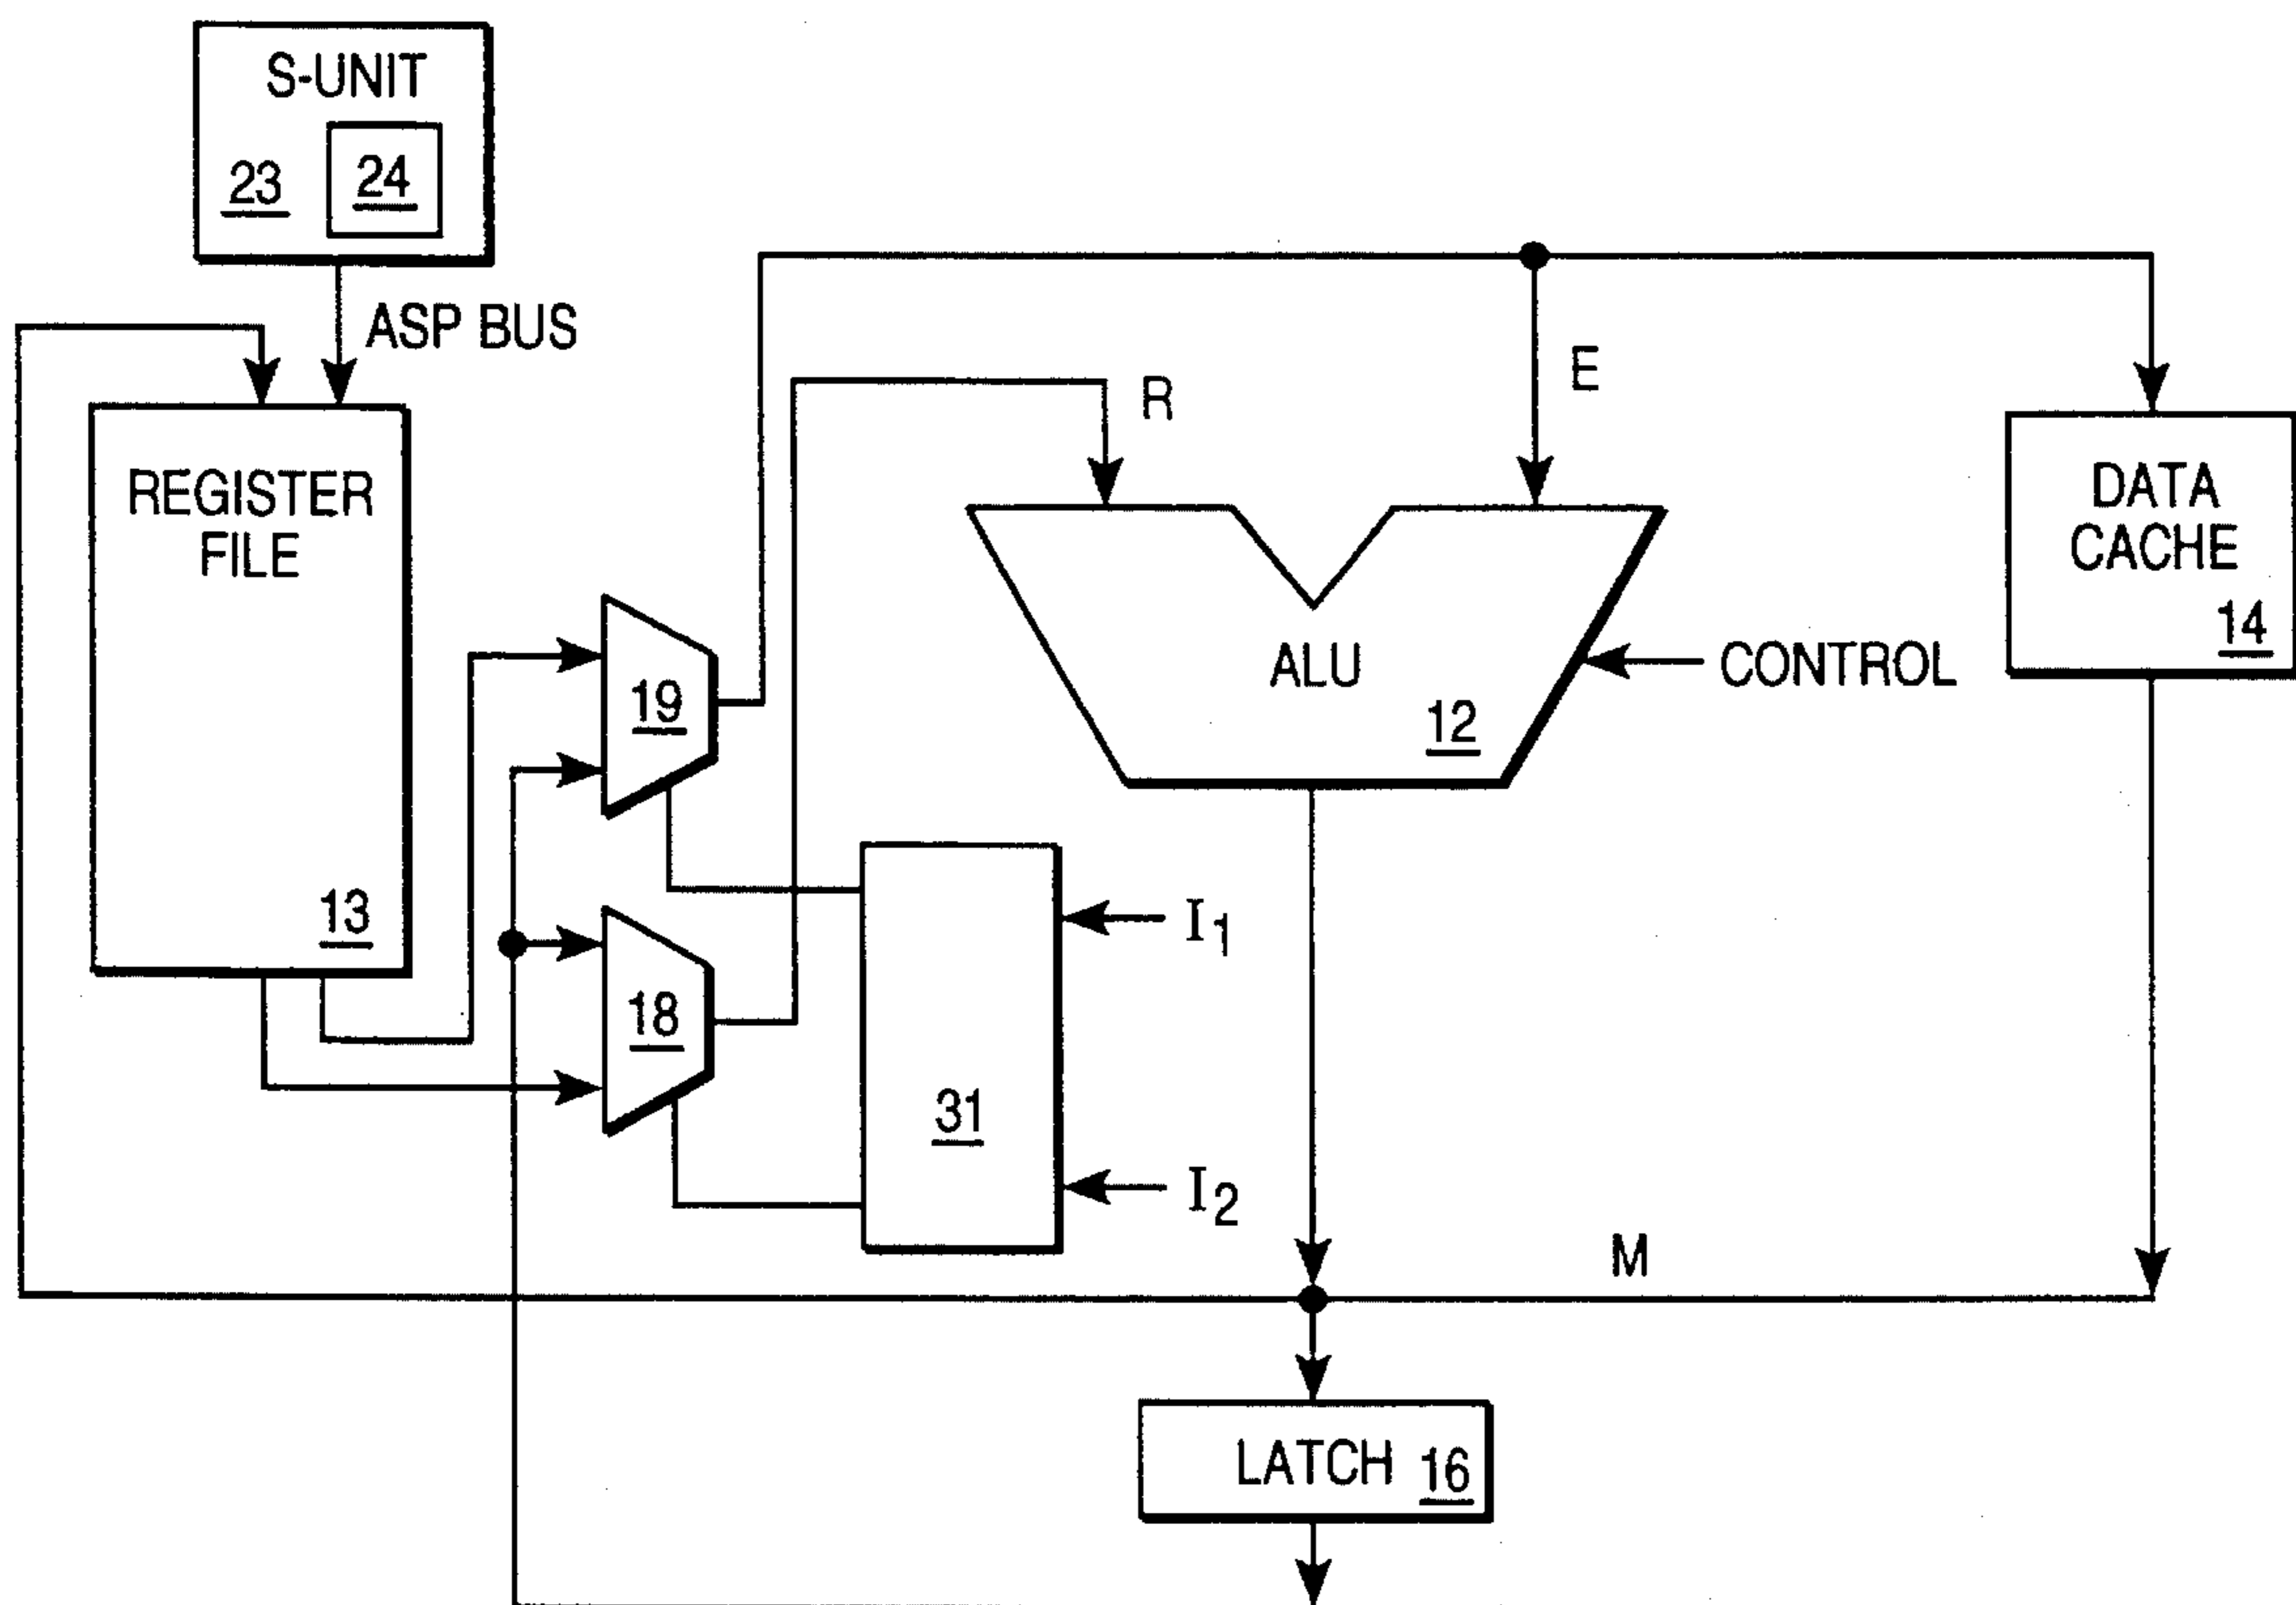 S-UNIT
23
24
ASP BUS
R
E
REGISTER
FILE
13
DATA
CACHE
14
19
ALU
12
CONTROL
18
31
I1
I2
M
LATCH 16